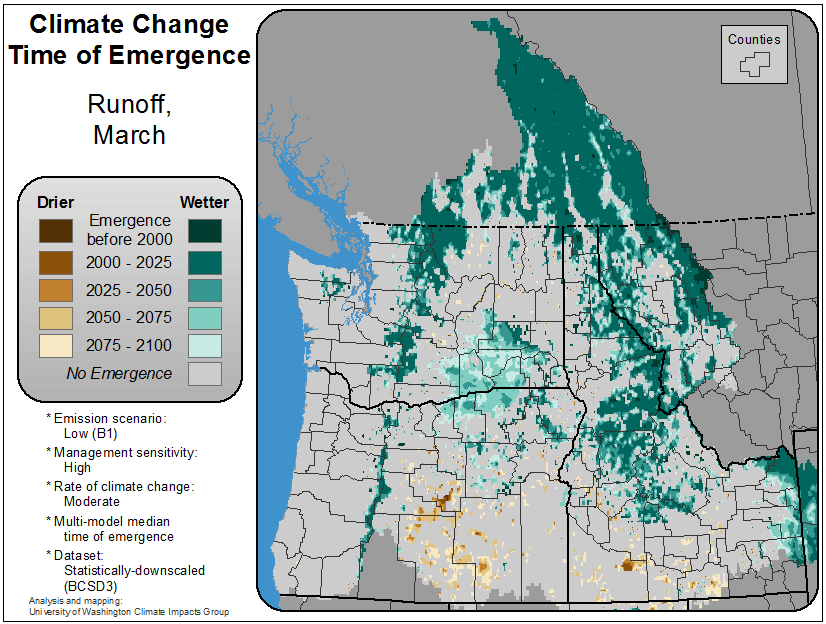 Climate Change
Time of Emergence
Runoff,
March
Counties
Drier
Wetter
Emergence
before 2000
2000 - 2025
2025 - 2050
2050 - 2075
2075 - 2100
No Emergence
* Emission scenario:
Low (B1)
* Management sensitivity:
High
* Rate of climate change:
Moderate
* Multi-model median
time of emergence
* Dataset:
Statistically-downscaled
(BCSD3)
Analysis and mapping:
University of Washington Climate Impacts Group